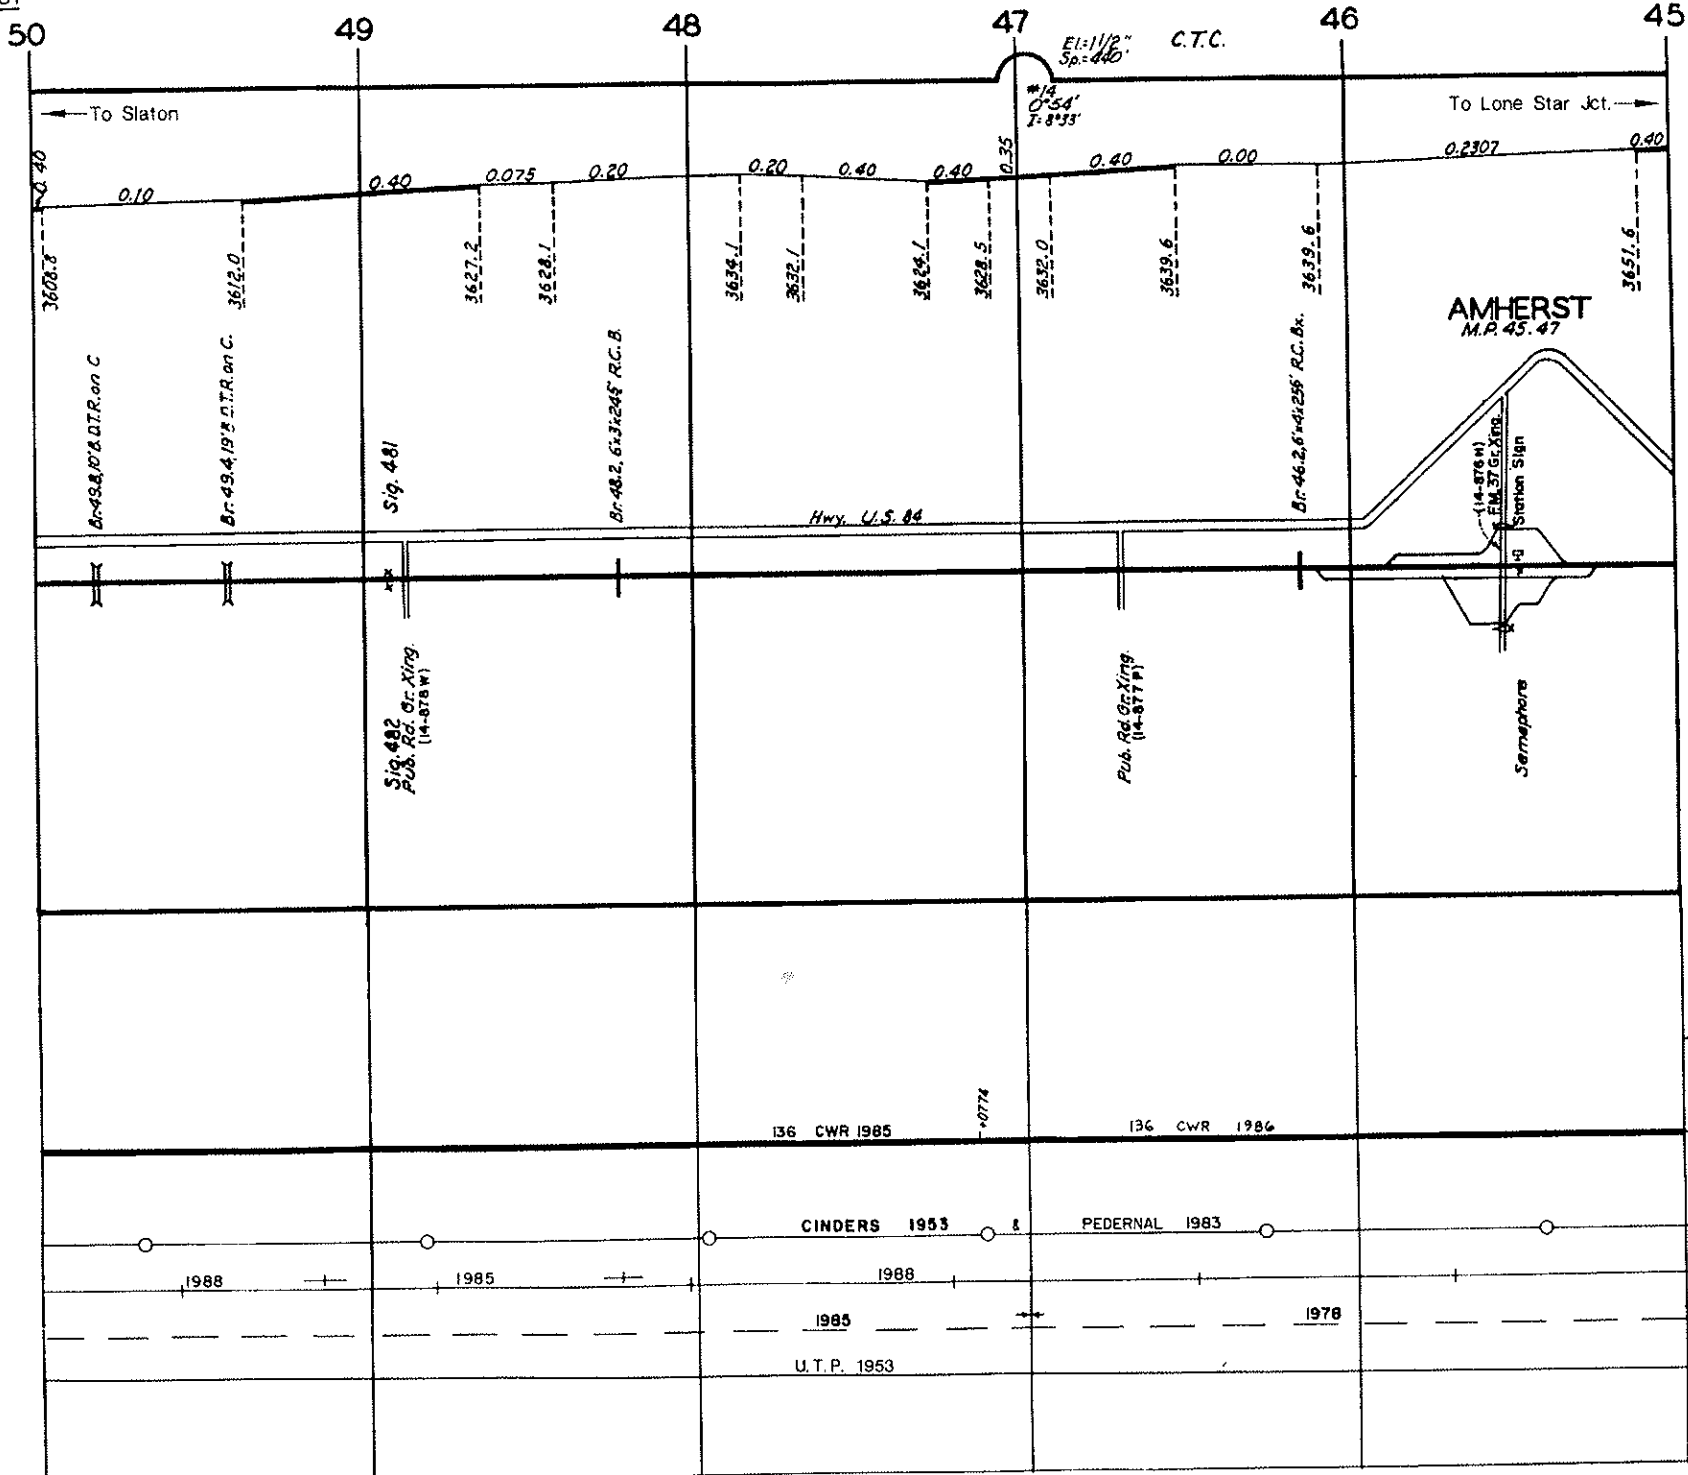 50
49
48
47
46
45
El.=1 1/2"
Sp.=440'
C.T.C.
To Slaton
#14
0°54'
I=8°33'
To Lone Star Jct.
0.40
0.10
0.40
0.075
0.20
0.20
0.40
0.40
0.35
0.40
0.00
0.2307
0.40
3608.8
3612.0
3627.2
3628.1
3634.1
3632.1
3624.1
3628.5
3632.0
3639.6
3639.6
3651.6
AMHERST
M.P. 45.47
Br. 49.8, 10' B.D.T.R. on C
Br. 49.4, 19' B.D.T.R. on C.
Sig. 481
Br. 48.2, 6'x3'x24.5' R.C.B.
Br. 46.2, 6'x4'x256' R.C. Bx.
(14-876H)
F.M. 37 Gr. Xing.
Station Sign
Hwy. U.S. 84
Sig. 482
Pub. Rd. Gr. Xing.
(14-878W)
Pub. Rd. Gr. Xing.
(14-877P)
Semaphore
+0774
136 CWR 1985
136 CWR 1986
CINDERS 1953 & PEDERNAL 1983
1988
1985
1988
1985
1978
U.T.P. 1953